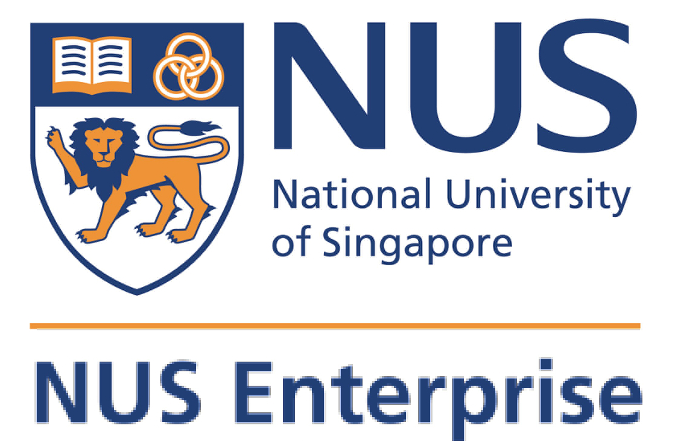 NUS
National University
of Singapore
NUS Enterprise